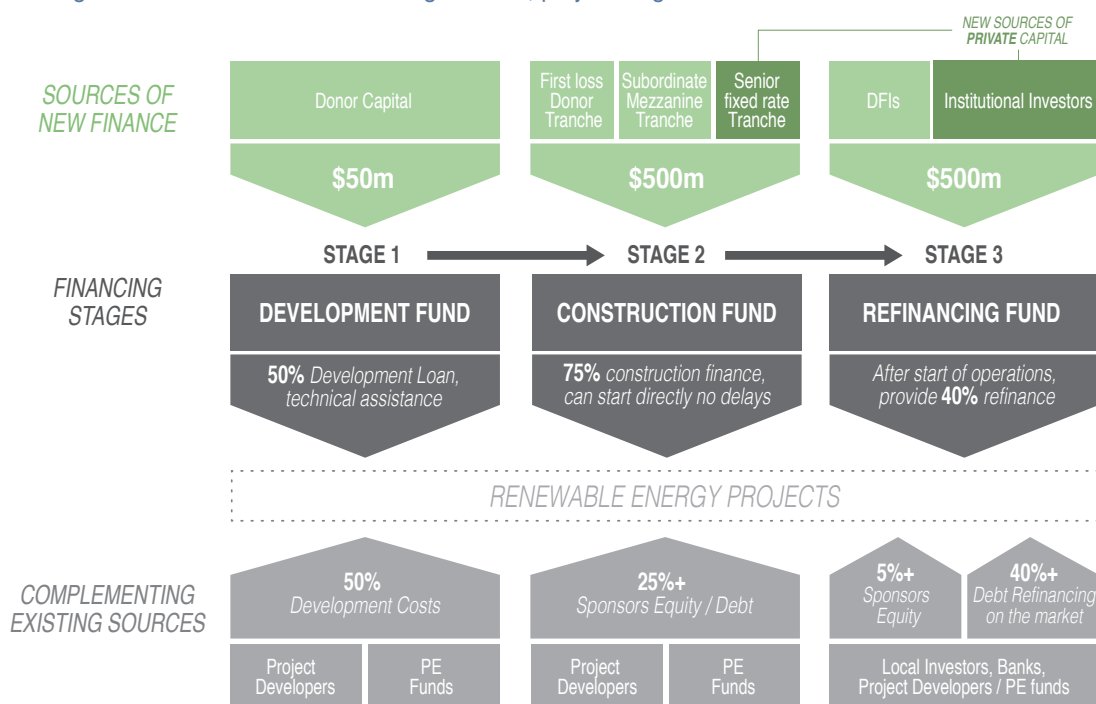 NEW SOURCES OF
PRIVATE CAPITAL
SOURCES OF
NEW FINANCE
Donor Capital
First loss
Donor
Tranche
Subordinate
Mezzanine
Tranche
Senior
fixed rate
Tranche
DFIs
Institutional Investors
$50m
$500m
$500m
STAGE 1
STAGE 2
STAGE 3
FINANCING
STAGES
DEVELOPMENT FUND
CONSTRUCTION FUND
REFINANCING FUND
50% Development Loan,
technical assistance
75% construction finance,
can start directly no delays
After start of operations,
provide 40% refinance
RENEWABLE ENERGY PROJECTS
COMPLEMENTING
EXISTING SOURCES
50%
Development Costs
25%+
Sponsors Equity / Debt
5%+
Sponsors
Equity
40%+
Debt Refinancing
on the market
Project
Developers
PE
Funds
Project
Developers
PE
Funds
Local Investors, Banks,
Project Developers / PE funds